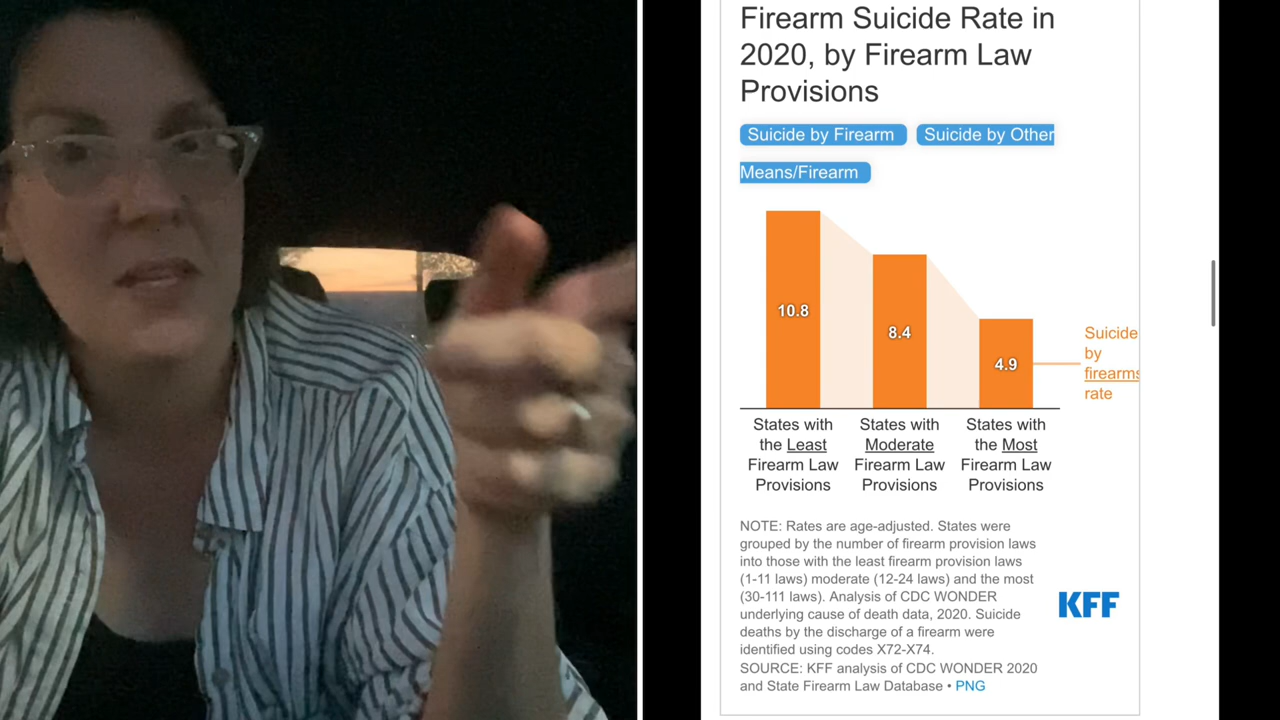 Firearm Suicide Rate in
2020, by Firearm Law
Provisions
Suicide by Firearm Suicide by Other
Means/Firearm
10.8
8.4
4.9
Suicide
by
firearms
rate
States with
the Least
Firearm Law
Provisions
States with
Moderate
Firearm Law
Provisions
States with
the Most
Firearm Law
Provisions
NOTE: Rates are age-adjusted. States were
grouped by the number of firearm provision laws
into those with the least firearm provision laws
(1-11 laws) moderate (12-24 laws) and the most
(30-111 laws). Analysis of CDC WONDER
underlying cause of death data, 2020. Suicide
deaths by the discharge of a firearm were
identified using codes X72-X74.
KFF
SOURCE: KFF analysis of CDC WONDER 2020
and State Firearm Law Database • PNG